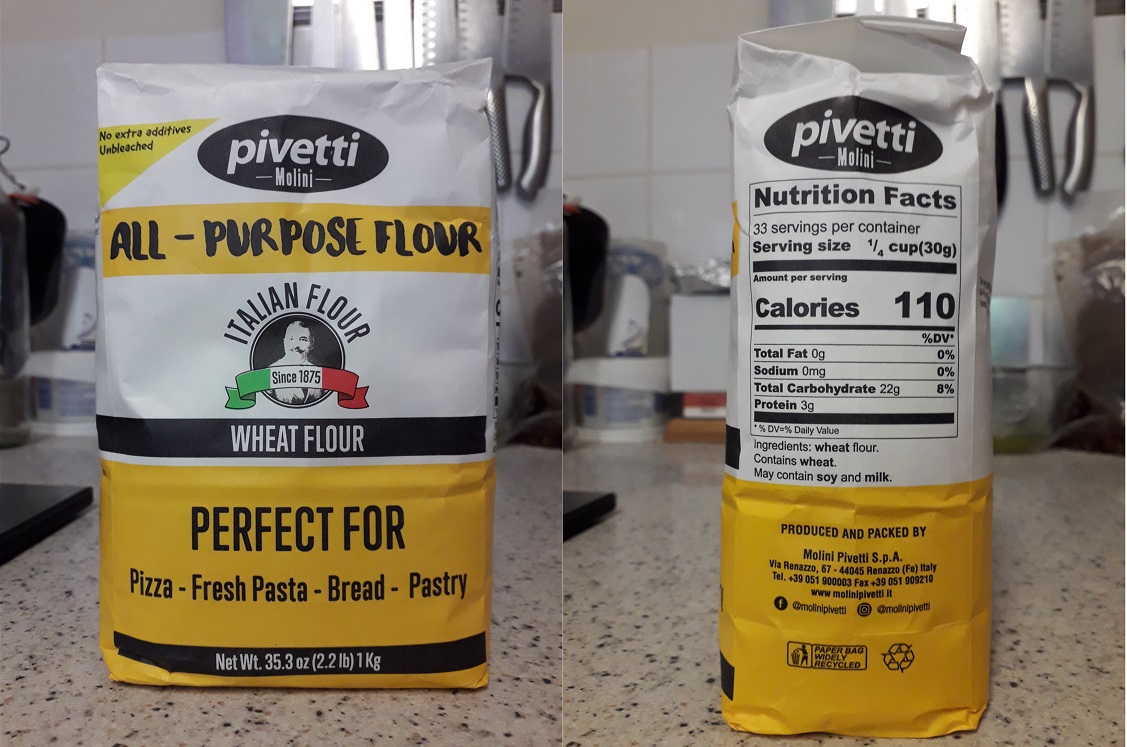 No extra additives
Unbleached
pivetti
Molini
ALL - PURPOSE FLOUR
ITALIAN FLOUR
Since 1875
WHEAT FLOUR
PERFECT FOR
Pizza - Fresh Pasta - Bread - Pastry
Net Wt. 35.3 oz (2.2 lb) 1 Kg
pivetti
Molini
Nutrition Facts
33 servings per container
Serving size 1/4 cup(30g)
Amount per serving
Calories 110
%DV*
Total Fat 0g 0%
Sodium 0mg 0%
Total Carbohydrate 22g 8%
Protein 3g
* % DV=% Daily Value
Ingredients: wheat flour.
Contains wheat.
May contain soy and milk.
PRODUCED AND PACKED BY
Molini Pivetti S.p.A.
Via Renazzo, 67 - 44045 Renazzo (Fe) Italy
Tel. +39 051 900003 Fax +39 051 909210
www.molinipivetti it
@molinipivetti @molinipivetti
PAPER BAG
WIDELY
RECYCLED